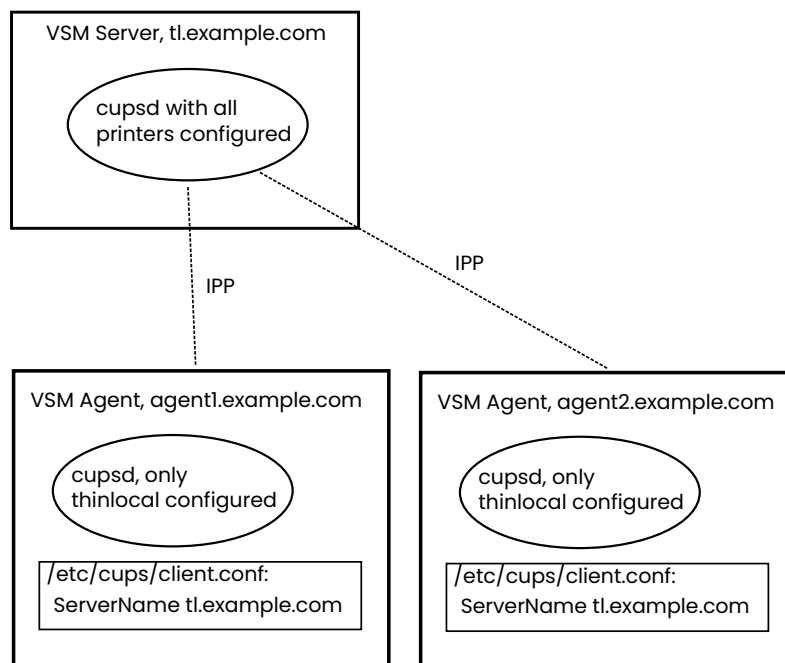 VSM Server, tl.example.com
cupsd with all
printers configured
IPP
IPP
VSM Agent, agent1.example.com
cupsd, only
thinlocal configured
/etc/cups/client.conf:
ServerName tl.example.com
VSM Agent, agent2.example.com
cupsd, only
thinlocal configured
/etc/cups/client.conf:
ServerName tl.example.com